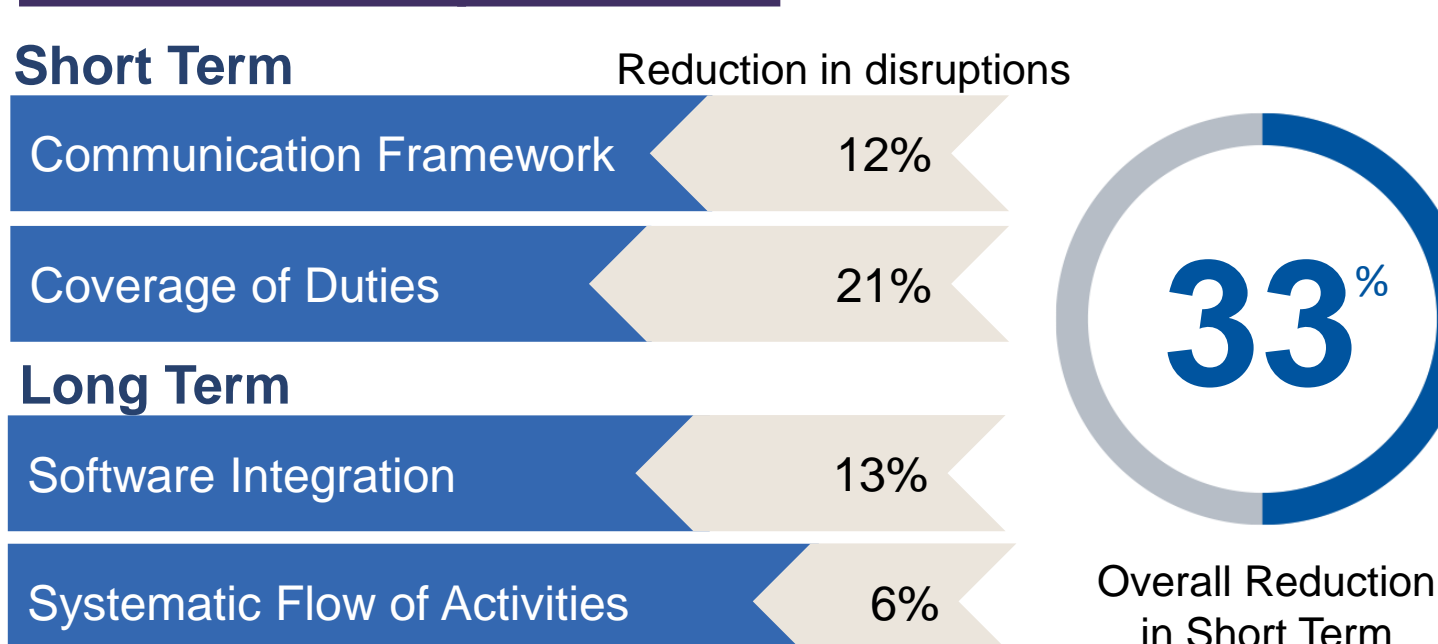 Short Term
Reduction in disruptions
Communication Framework
12%
Coverage of Duties
21%
Long Term
Software Integration
13%
Systematic Flow of Activities
6%
33%
Overall Reduction
in Short Term